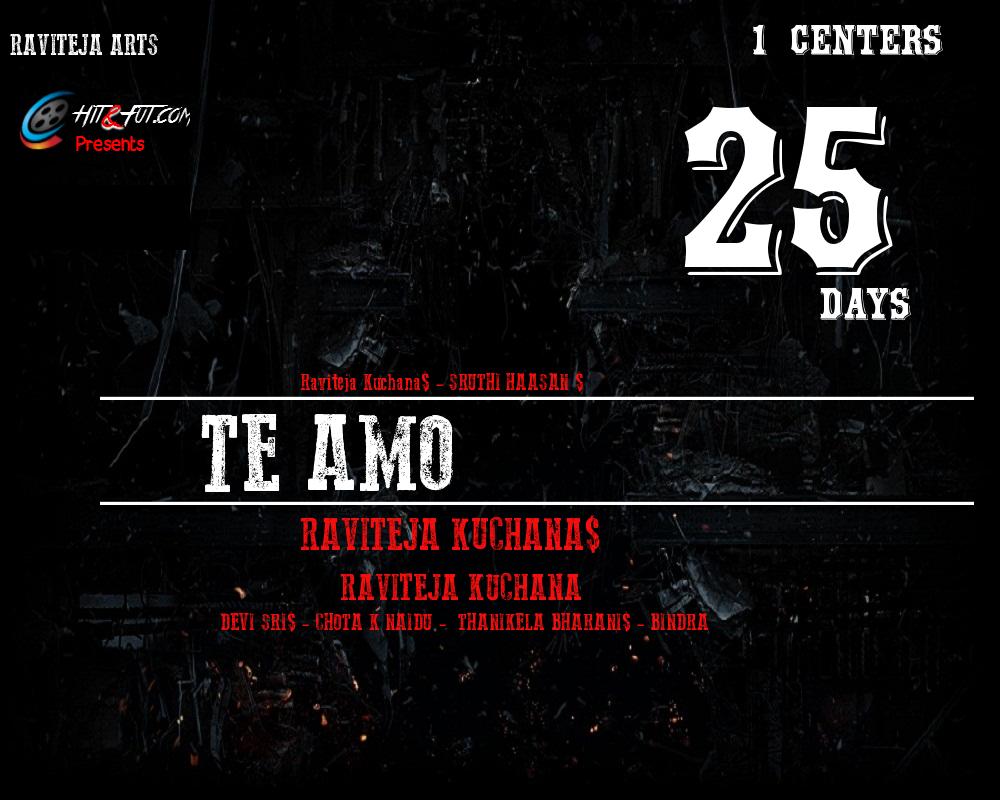 RAVITEJA ARTS
1 CENTERS
HIT&FUT.COM
Presents
25
DAYS
Raviteja Kuchana$ - SRUTHI HAASAN $
TE AMO
RAVITEJA KUCHANA$
RAVITEJA KUCHANA
DEVI SRI$ - CHOTA K NAIDU,- THANIKELA BHARANI$ - BINDRA